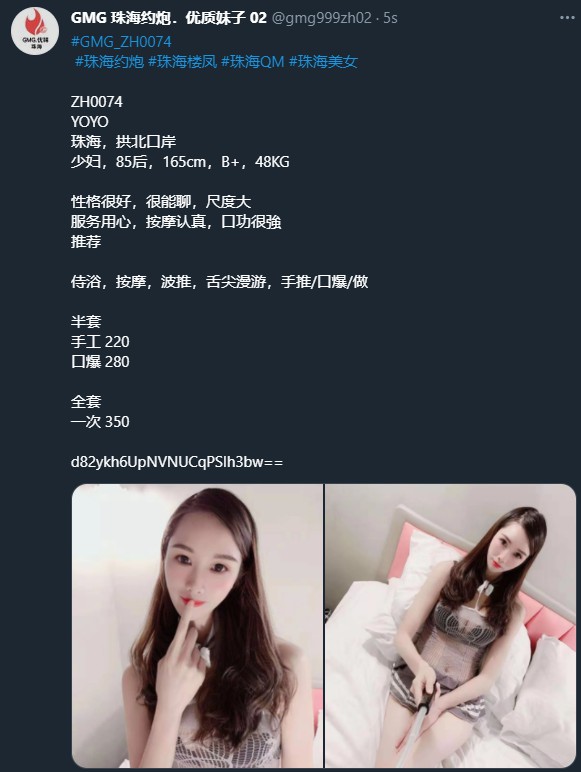 GMG 珠海约炮．优质妹子 02 @gmg999zh02 · 5s
GMG.优妹
珠海
#GMG_ZH0074
#珠海约炮 #珠海楼凤 #珠海QM #珠海美女
ZH0074
YOYO
珠海，拱北口岸
少妇，85后，165cm，B+，48KG
性格很好，很能聊，尺度大
服务用心，按摩认真，口功很強
推荐
侍浴，按摩，波推，舌尖漫游，手推/口爆/做
半套
手工 220
口爆 280
全套
一次 350
d82ykh6UpNVNUCqPSlh3bw==